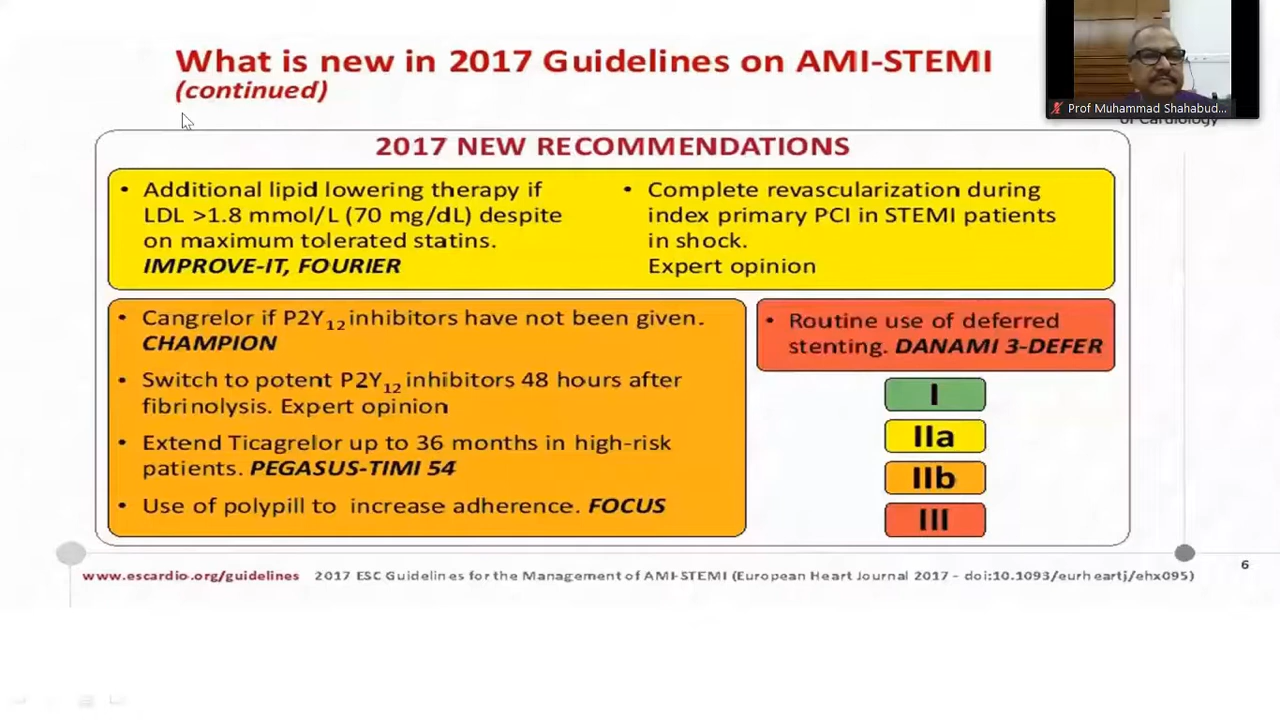 What is new in 2017 Guidelines on AMI-STEMI
(continued)
Prof Muhammad Shahabud...
of Cardiology
2017 NEW RECOMMENDATIONS
• Additional lipid lowering therapy if
LDL >1.8 mmol/L (70 mg/dL) despite
on maximum tolerated statins.
IMPROVE-IT, FOURIER
• Complete revascularization during
index primary PCI in STEMI patients
in shock.
Expert opinion
• Cangrelor if P2Y12 inhibitors have not been given.
CHAMPION
• Switch to potent P2Y12 inhibitors 48 hours after
fibrinolysis. Expert opinion
• Extend Ticagrelor up to 36 months in high-risk
patients. PEGASUS-TIMI 54
• Use of polypill to increase adherence. FOCUS
• Routine use of deferred
stenting. DANAMI 3-DEFER
I
IIa
IIb
III
www.escardio.org/guidelines 2017 ESC Guidelines for the Management of AMI-STEMI (European Heart Journal 2017 - doi:10.1093/eurheartj/ehx095)
6